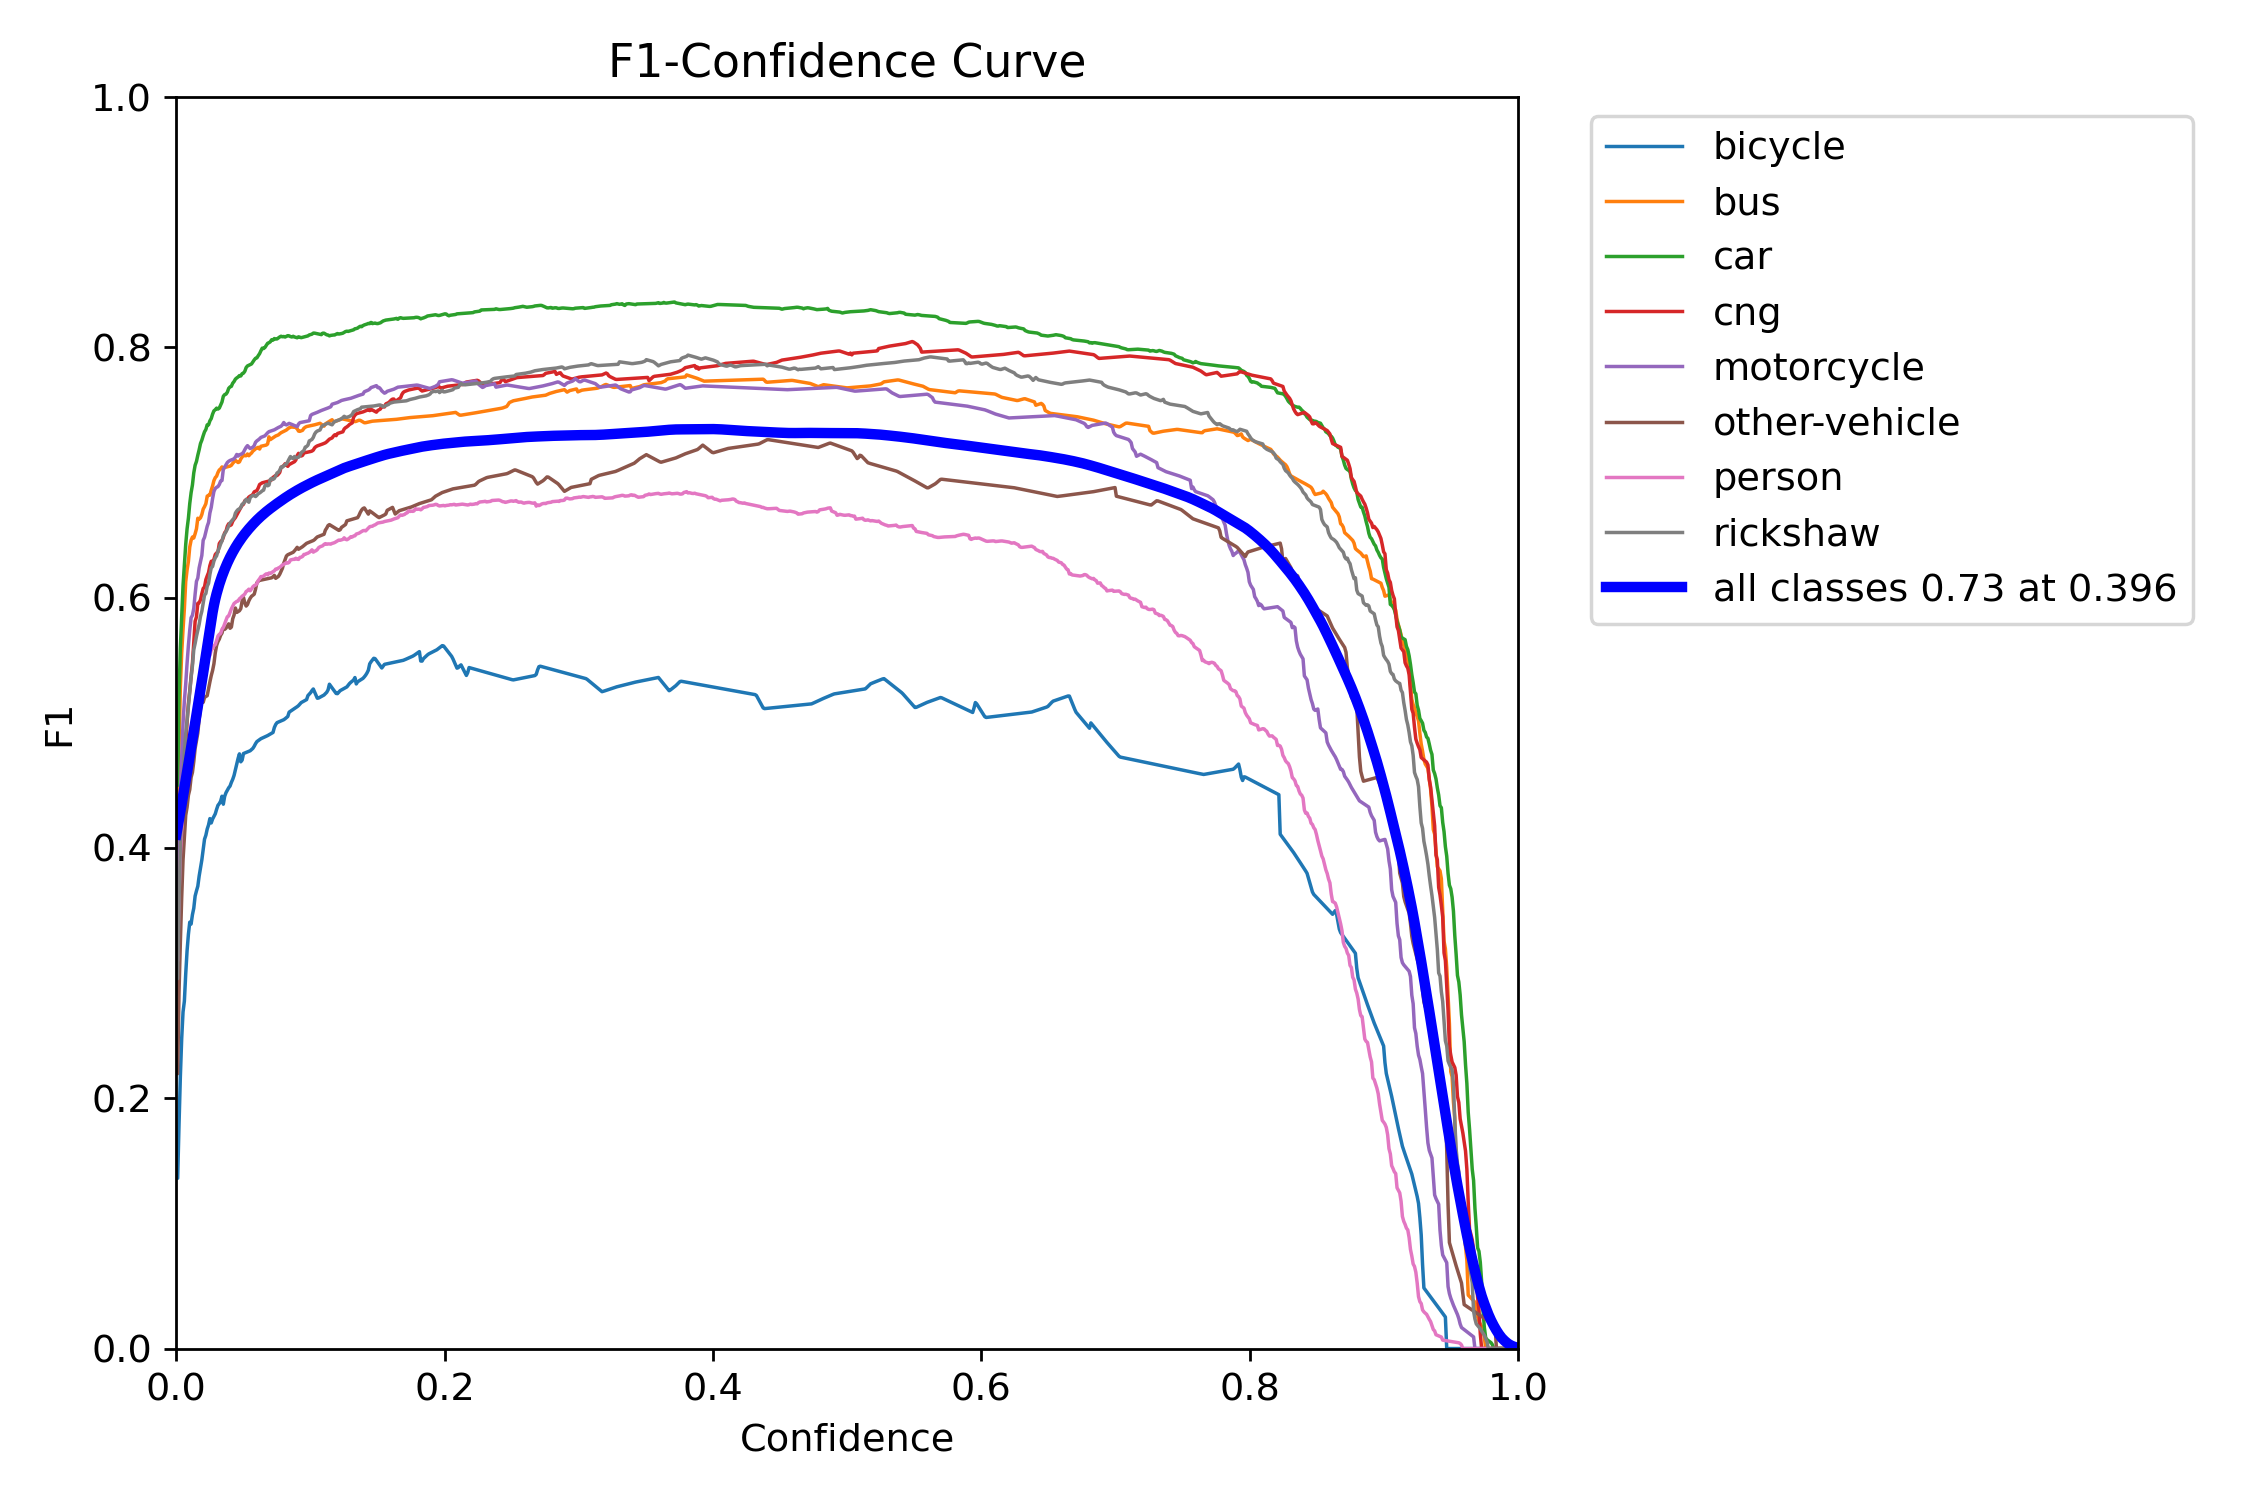 F1-Confidence Curve
1.0
0.8
0.6
0.4
0.2
0.0
F1
0.0 0.2 0.4 0.6 0.8 1.0
Confidence
bicycle
bus
car
cng
motorcycle
other-vehicle
person
rickshaw
all classes 0.73 at 0.396